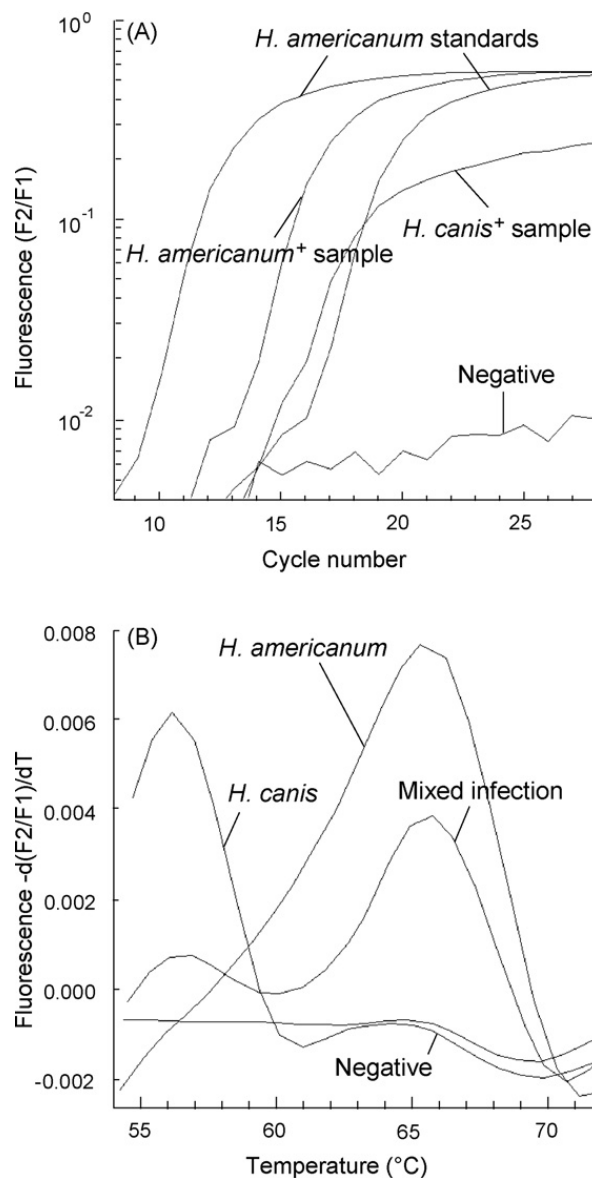 (A)
10⁰
10⁻¹
10⁻²
Fluorescence (F2/F1)
H. americanum standards
H. americanum⁺ sample
H. canis⁺ sample
Negative
10 15 20 25
Cycle number
(B)
0.008
0.006
0.004
0.002
0.000
-0.002
Fluorescence -d(F2/F1)/dT
H. americanum
H. canis
Mixed infection
Negative
55 60 65 70
Temperature (°C)